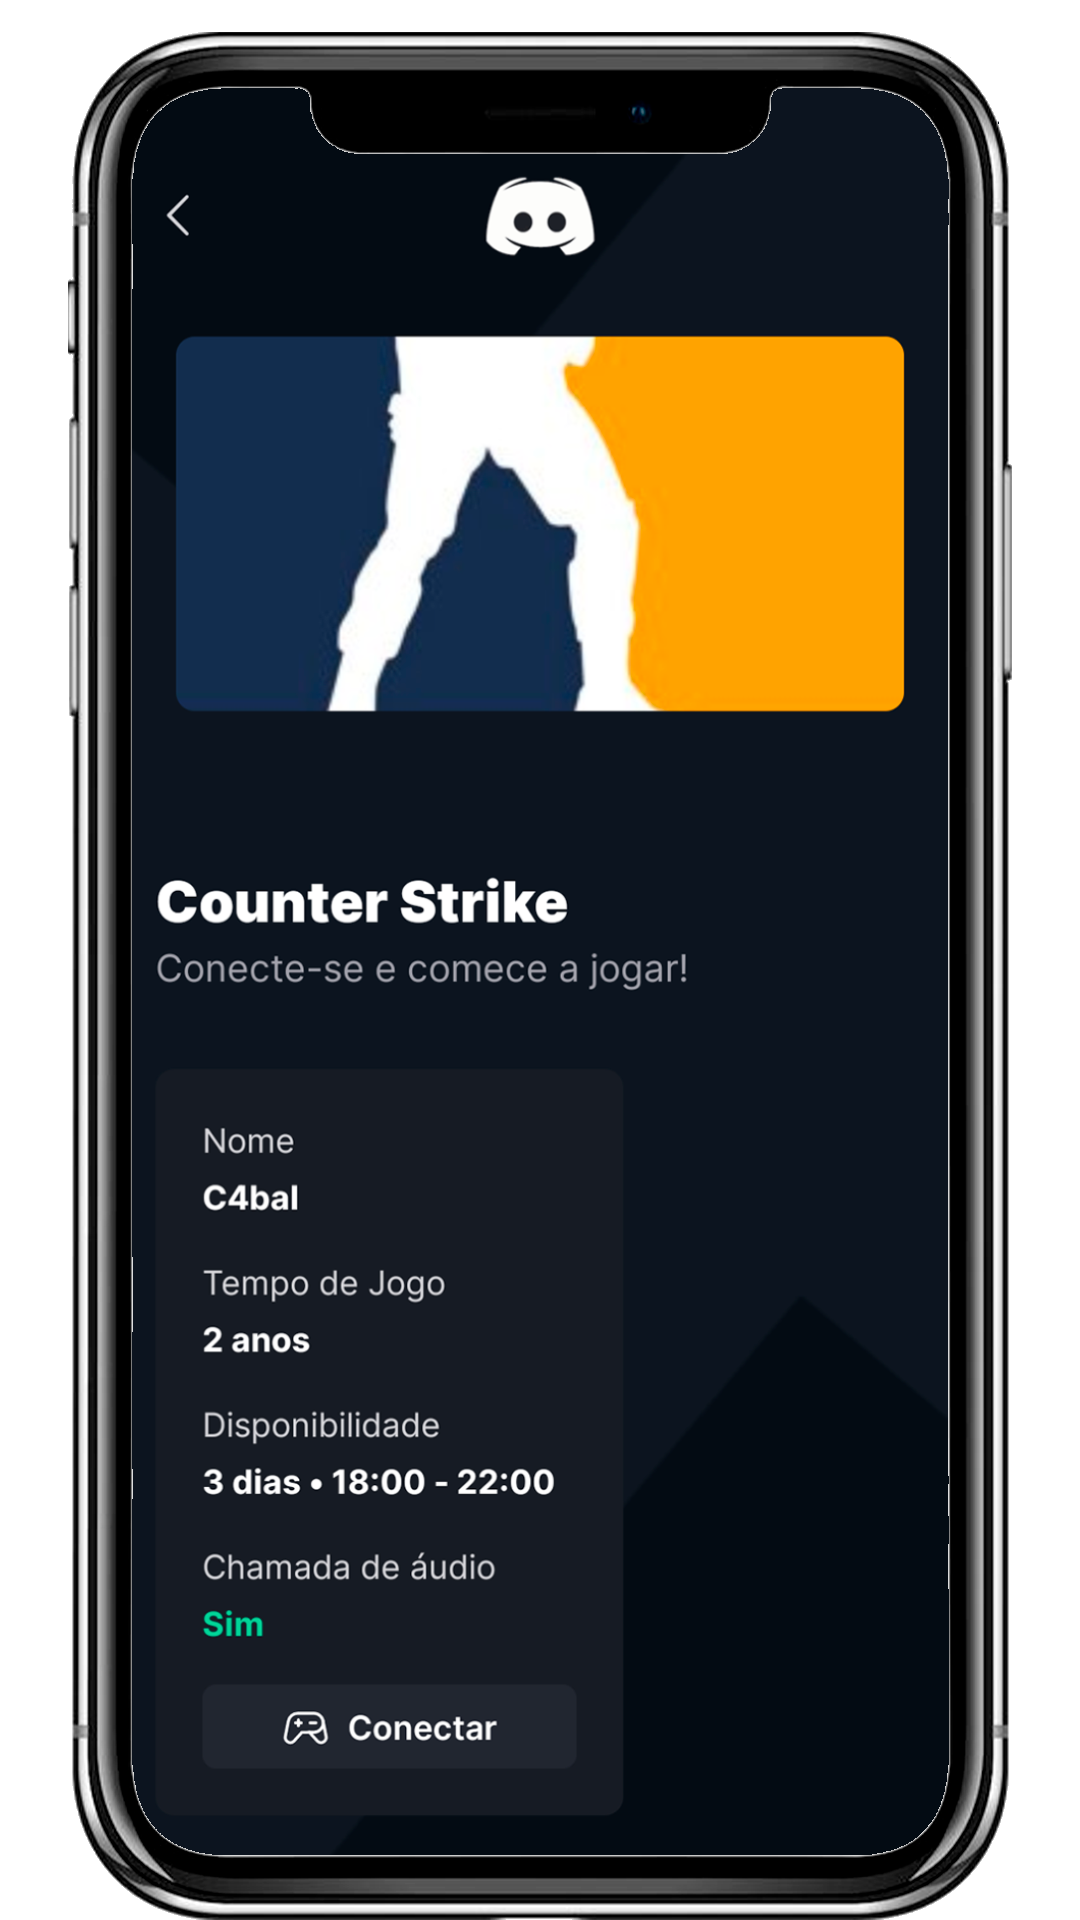 Counter Strike
Conecte-se e comece a jogar!
Nome
C4bal
Tempo de Jogo
2 anos
Disponibilidade
3 dias • 18:00 - 22:00
Chamada de áudio
Sim
Conectar